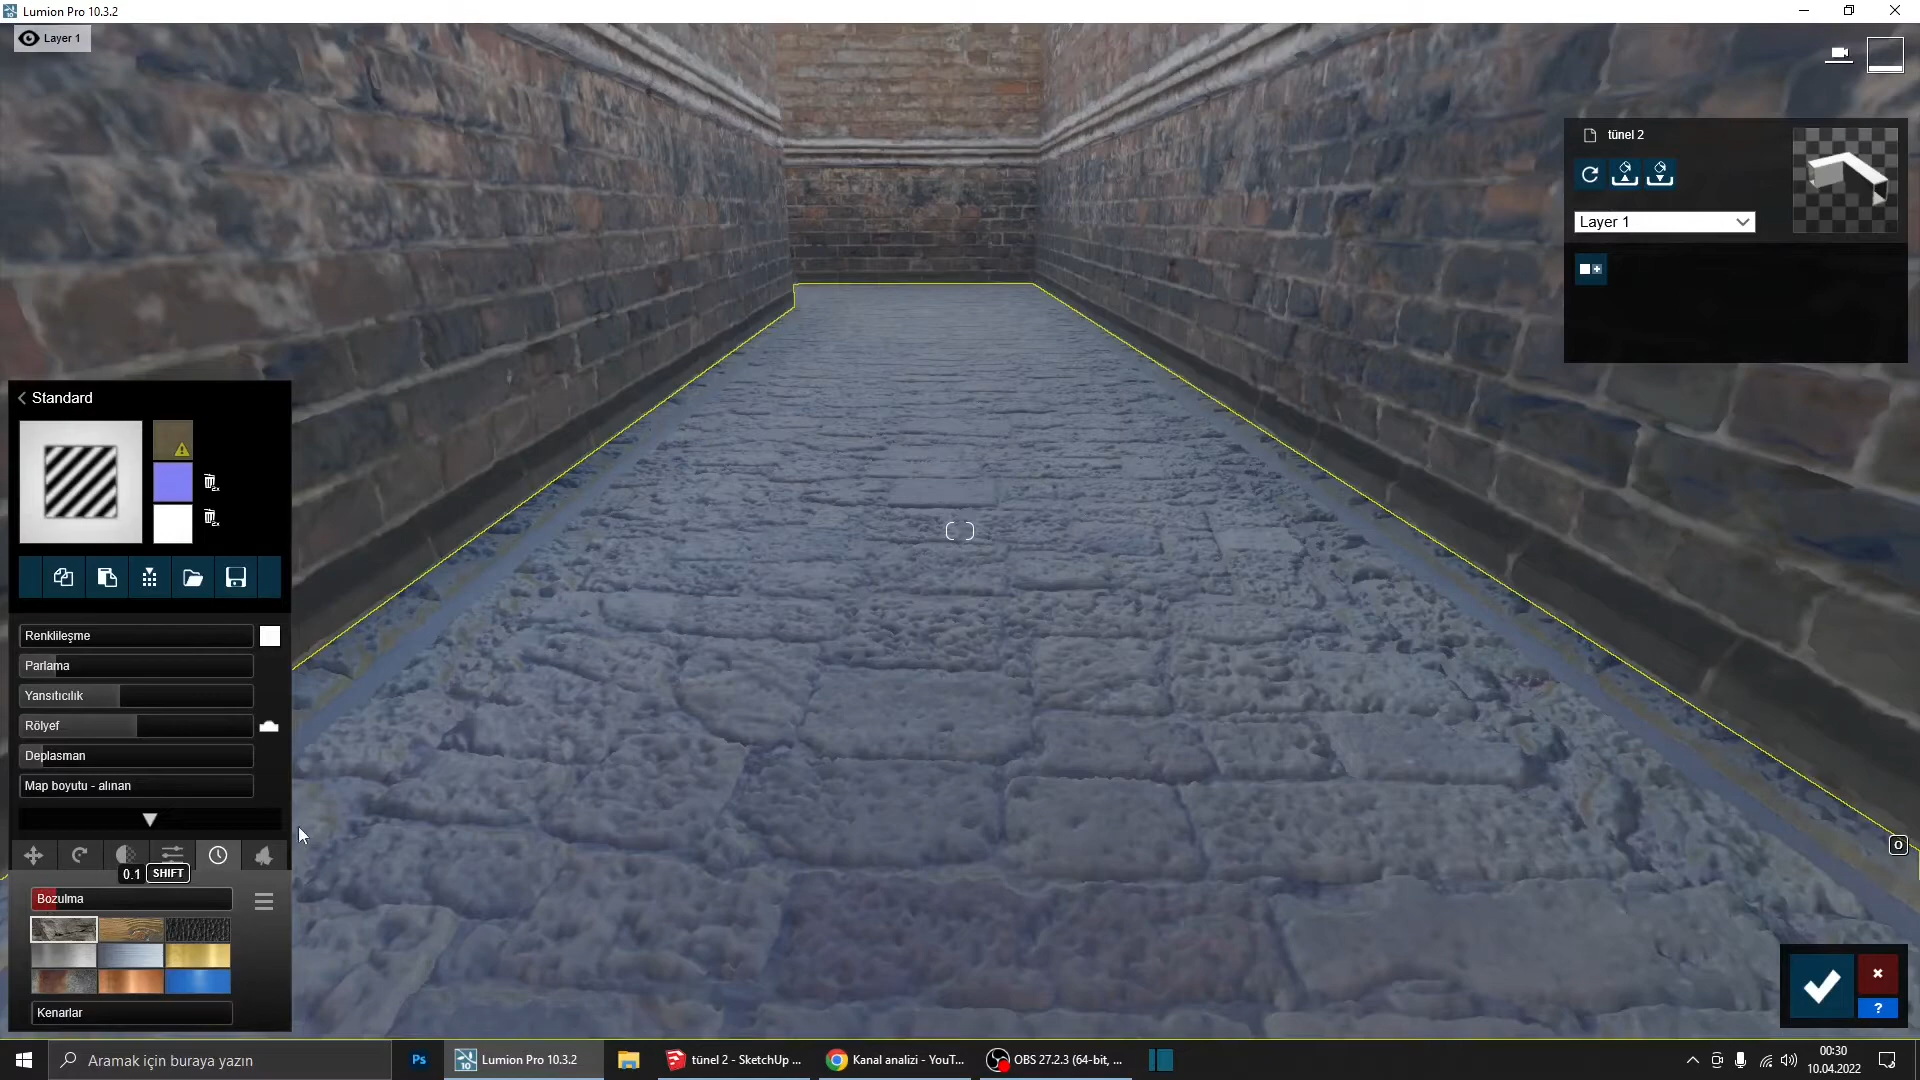 Lumion Pro 10.3.2
Layer 1
tünel 2
Layer 1
Standard
Renklileşme
Parlama
Yansıtıcılık
Rölyef
Deplasman
Map boyutu - alınan
0.1 SHIFT
Bozulma
Kenarlar
O
?
Aramak için buraya yazın
Ps
Lumion Pro 10.3.2
tünel 2 - SketchUp ...
Kanal analizi - YouT...
OBS 27.2.3 (64-bit, ...
00:30
10.04.2022